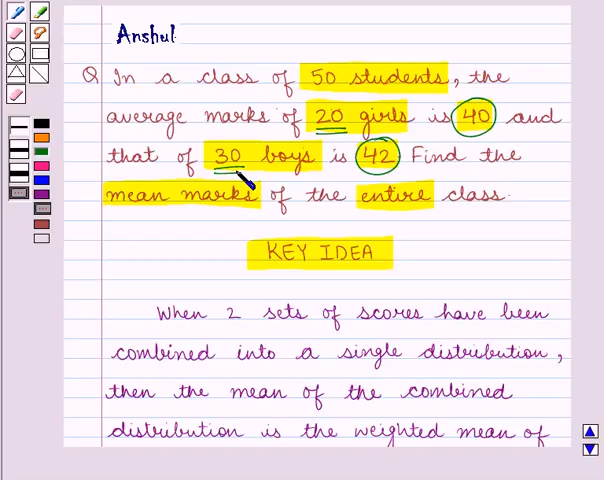 Anshul
Q In a class of 50 students, the
average marks of 20 girls is 40 and
that of 30 boys is 42 Find the
mean marks of the entire class.
KEY IDEA
When 2 sets of scores have been
combined into a single distribution,
then the mean of the combined
distribution is the weighted mean of